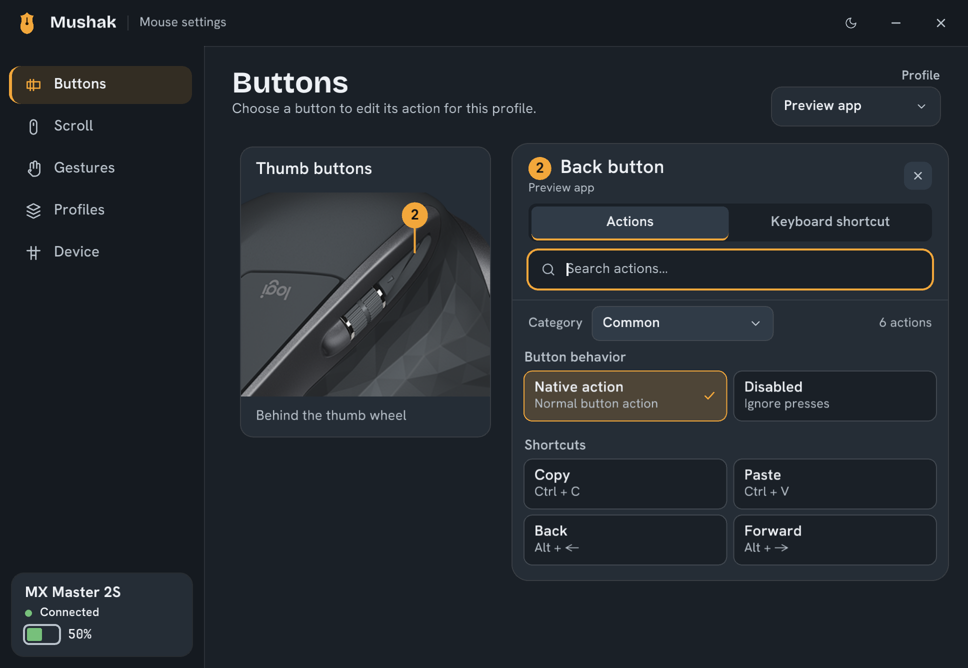 Mushak
Mouse settings
Buttons
Scroll
Gestures
Profiles
Device
MX Master 2S
Connected
50%
Buttons
Choose a button to edit its action for this profile.
Profile
Preview app
Thumb buttons
2
logi
Behind the thumb wheel
2 Back button
Preview app
Actions
Keyboard shortcut
Search actions...
Category
Common
6 actions
Button behavior
Native action
Normal button action
Disabled
Ignore presses
Shortcuts
Copy
Ctrl + C
Paste
Ctrl + V
Back
Alt + ←
Forward
Alt + →